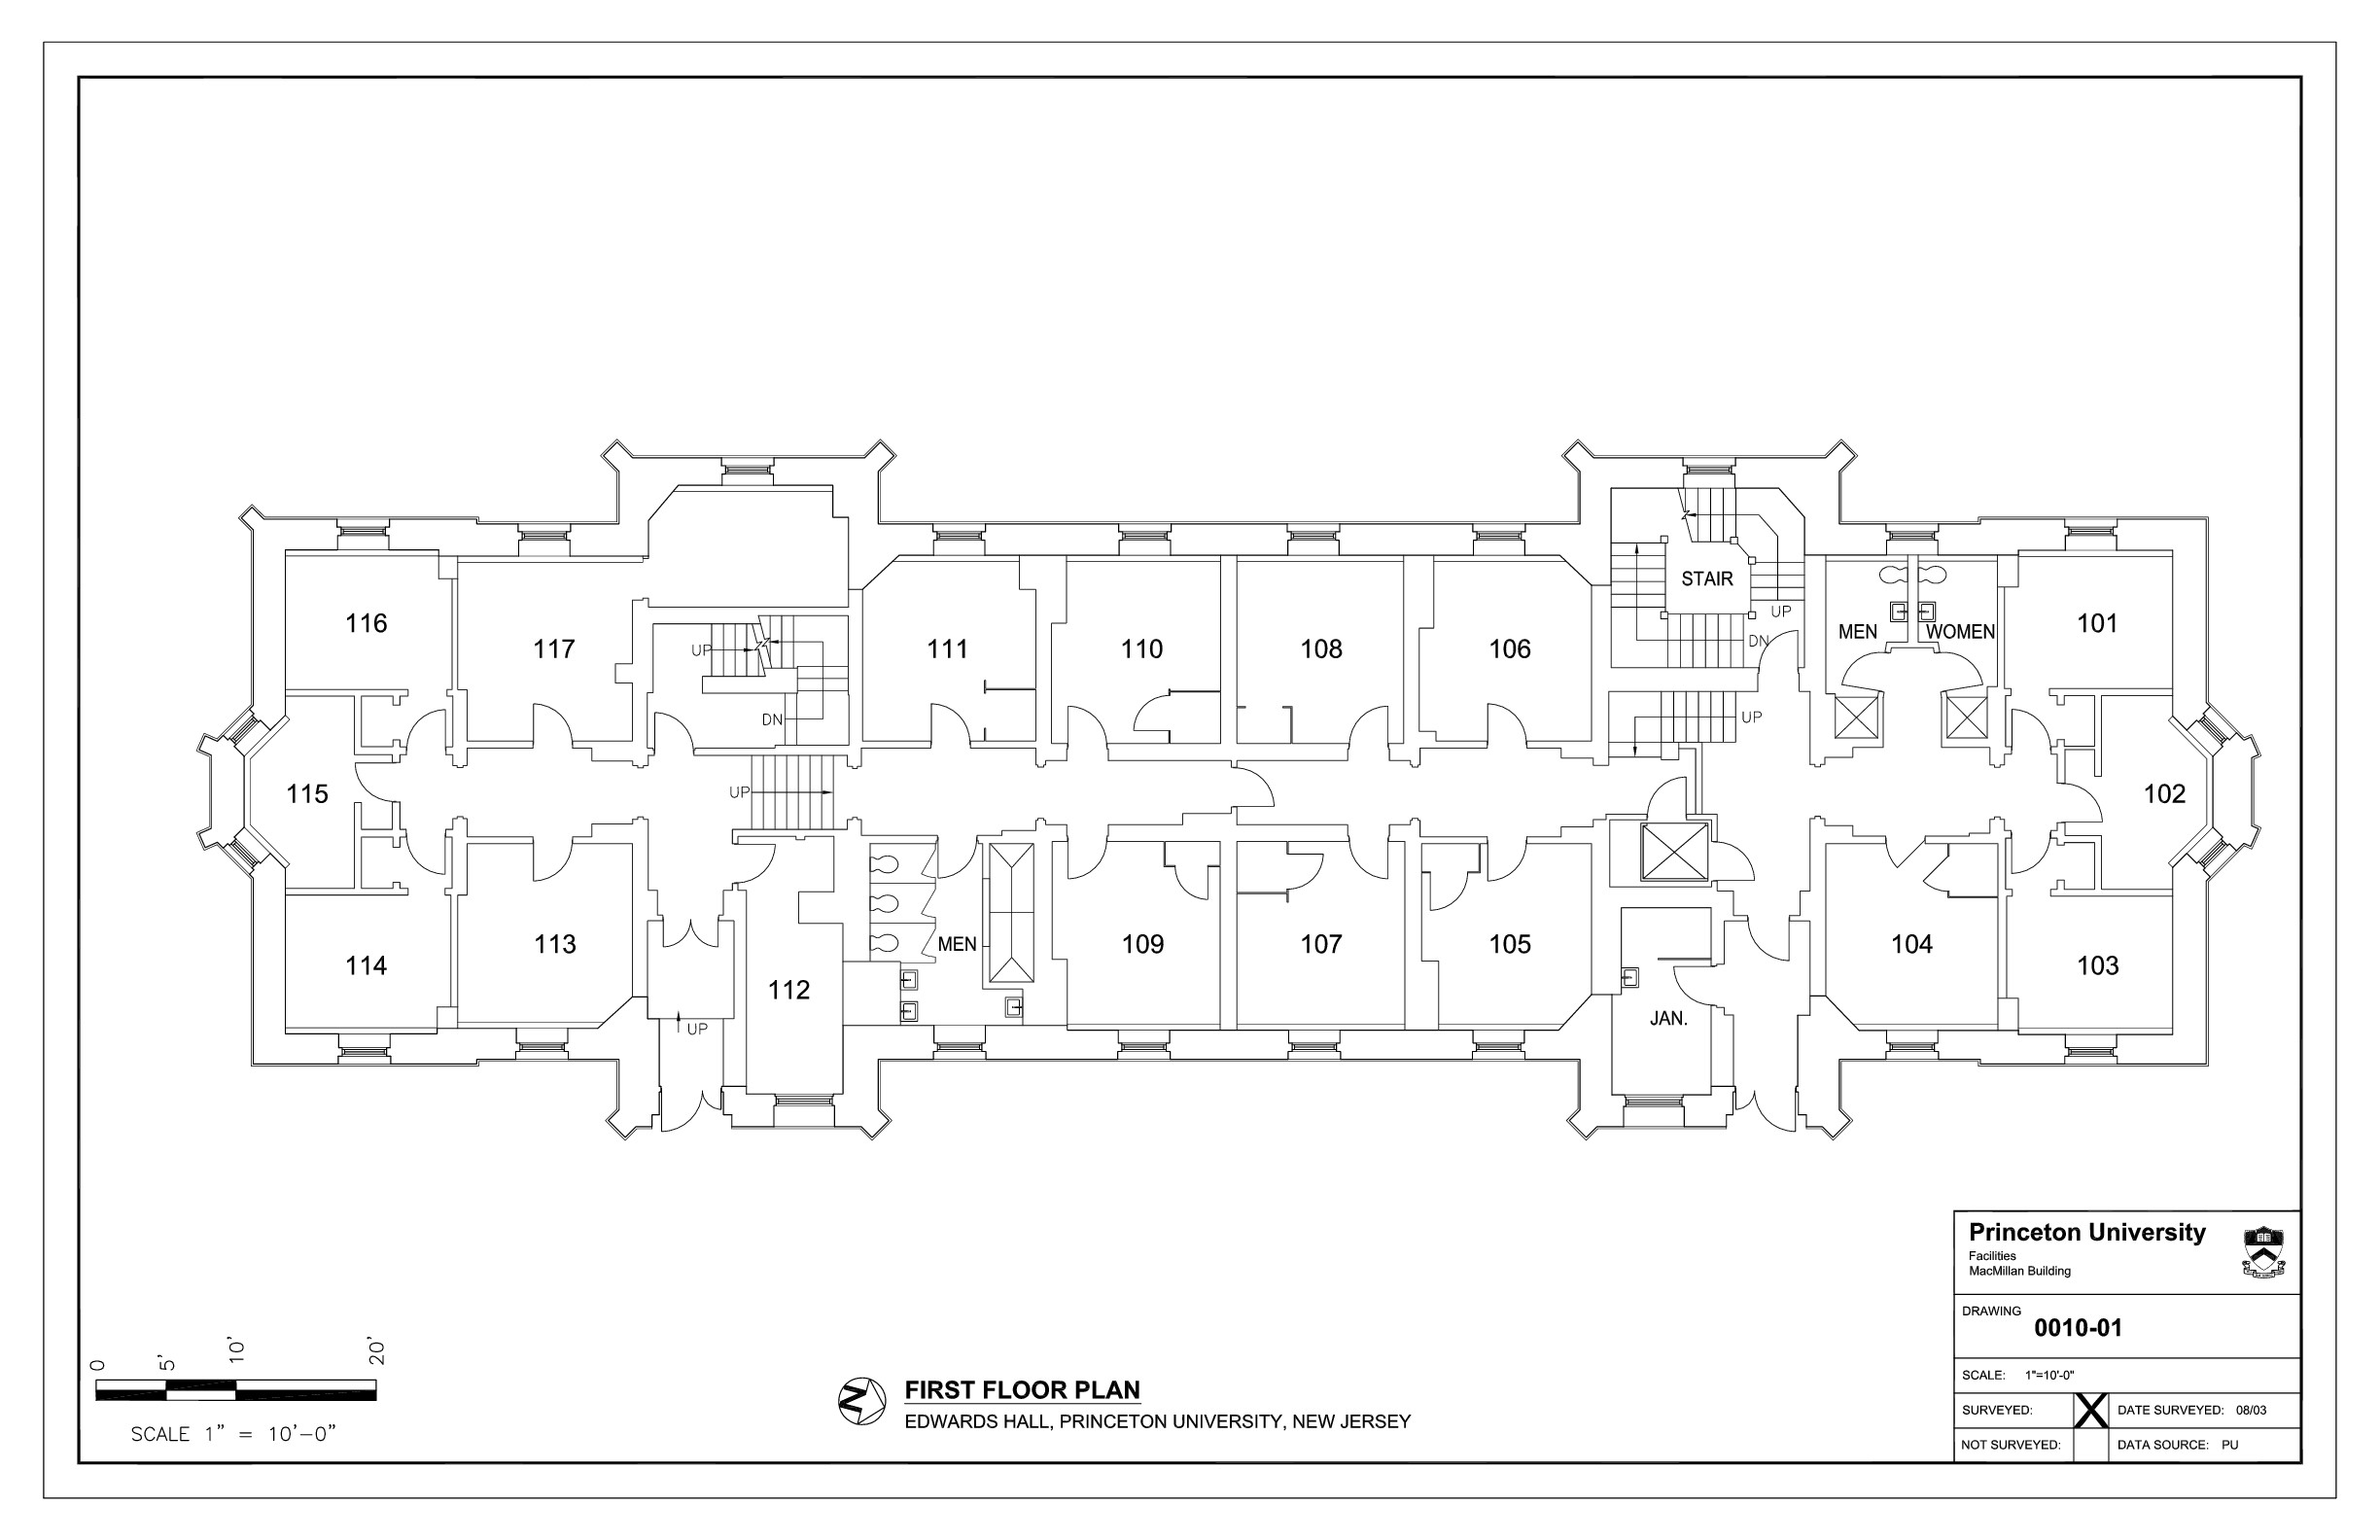 STAIR
UP
116
101
MEN
WOMEN
117
UP
111
110
108
106
DN
DN
UP
115
UP
102
113
MEN
109
107
105
104
114
103
112
JAN.
UP
Princeton University
Facilities
MacMillan Building
DRAWING
0010-01
SCALE: 1"=10'-0"
SURVEYED: X DATE SURVEYED: 08/03
NOT SURVEYED: DATA SOURCE: PU
0 5' 10' 20'
SCALE 1" = 10'-0"
N
FIRST FLOOR PLAN
EDWARDS HALL, PRINCETON UNIVERSITY, NEW JERSEY